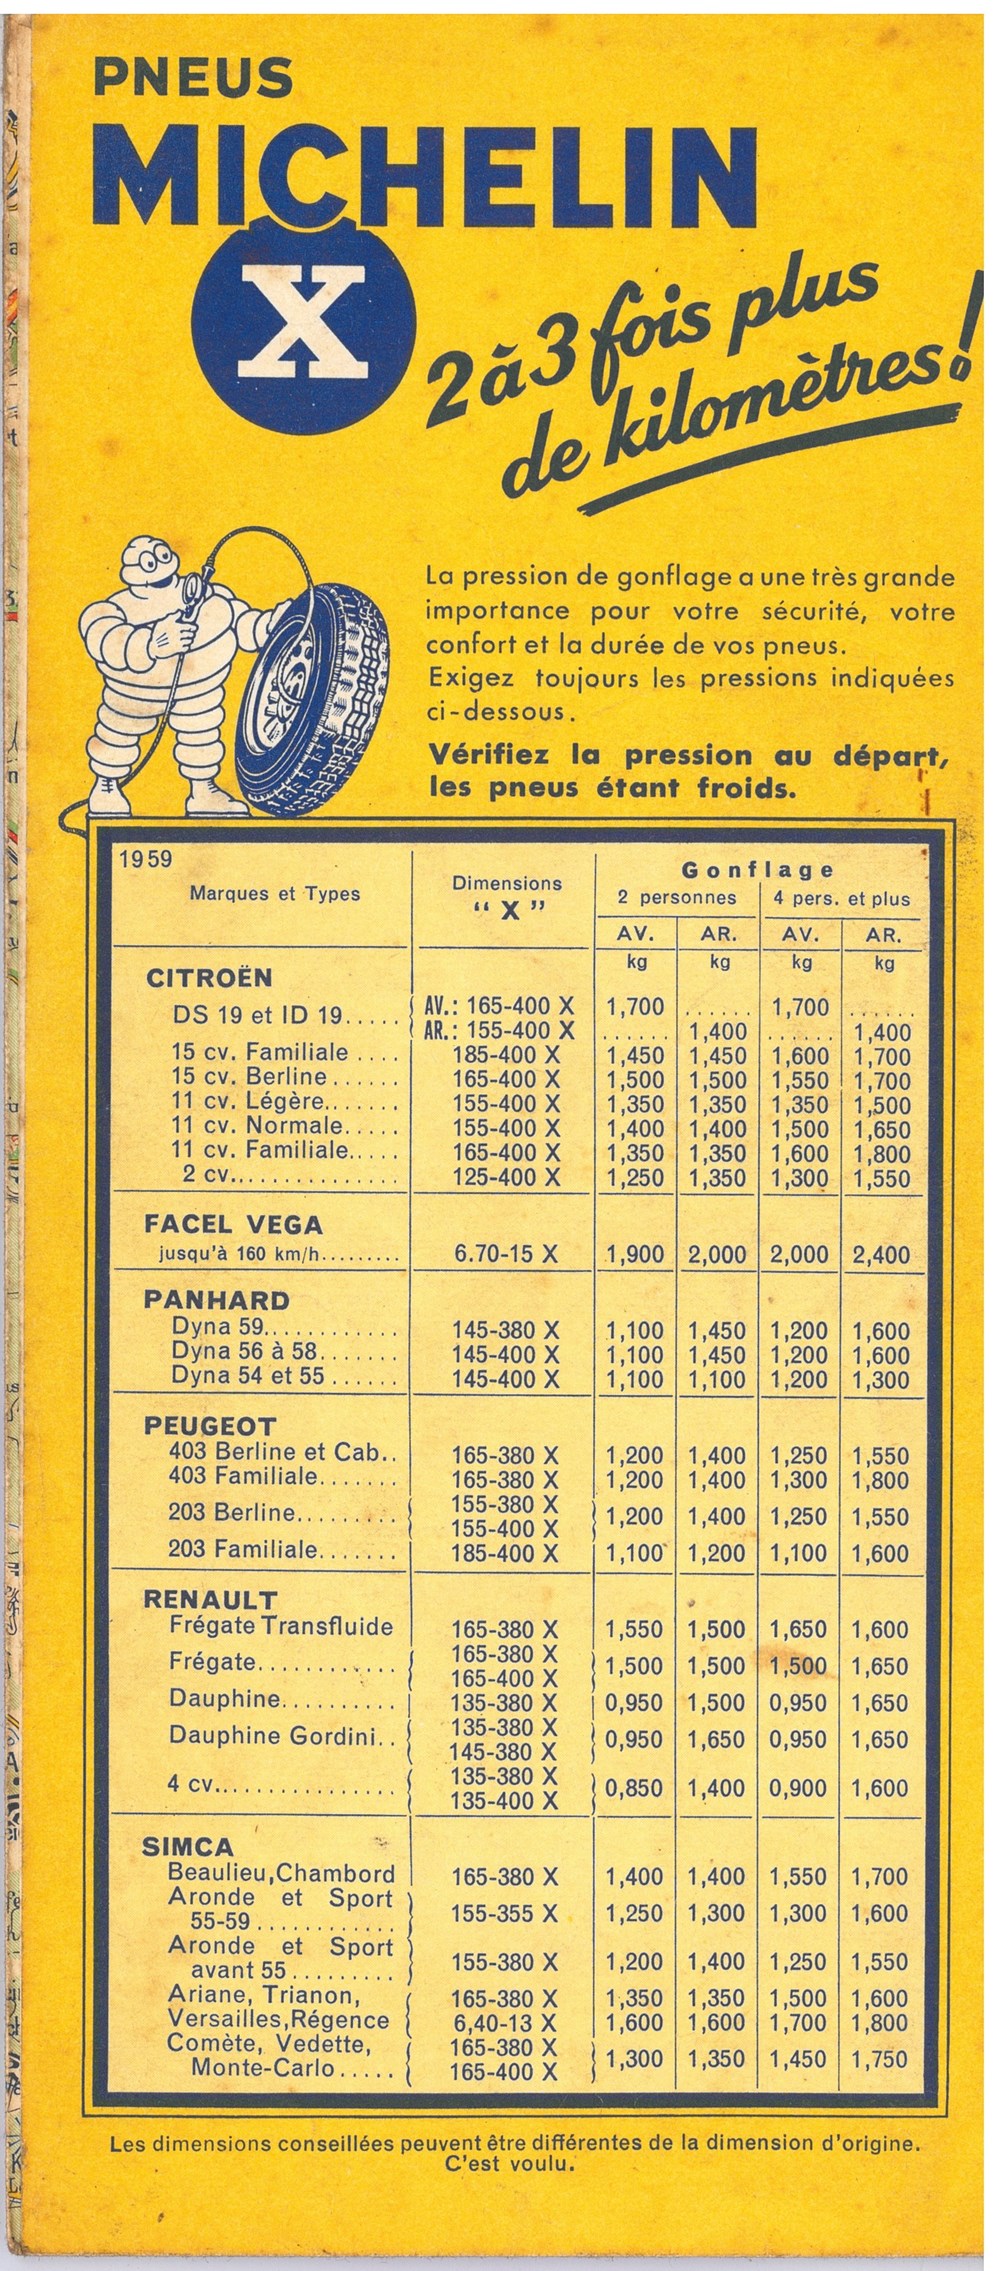 PNEUS
MICHELIN
X
2 à 3 fois plus
de kilomètres !
La pression de gonflage a une très grande
importance pour votre sécurité, votre
confort et la durée de vos pneus.
Exigez toujours les pressions indiquées
ci-dessous.
Vérifiez la pression au départ,
les pneus étant froids.
1959
Marques et Types
Dimensions
“ X ”
Gonflage
2 personnes 4 pers. et plus
AV. AR. AV. AR.
kg kg kg kg
CITROËN
DS 19 et ID 19..... AV.: 165-400 X 1,700 ...... 1,700 ......
AR.: 155-400 X ...... 1,400 ...... 1,400
15 cv. Familiale .... 185-400 X 1,450 1,450 1,600 1,700
15 cv. Berline ...... 165-400 X 1,500 1,500 1,550 1,700
11 cv. Légère....... 155-400 X 1,350 1,350 1,350 1,500
11 cv. Normale..... 155-400 X 1,400 1,400 1,500 1,650
11 cv. Familiale..... 165-400 X 1,350 1,350 1,600 1,800
2 cv............... 125-400 X 1,250 1,350 1,300 1,550
FACEL VEGA
jusqu'à 160 km/h......... 6.70-15 X 1,900 2,000 2,000 2,400
PANHARD
Dyna 59............ 145-380 X 1,100 1,450 1,200 1,600
Dyna 56 à 58....... 145-400 X 1,100 1,450 1,200 1,600
Dyna 54 et 55 ...... 145-400 X 1,100 1,100 1,200 1,300
PEUGEOT
403 Berline et Cab.. 165-380 X 1,200 1,400 1,250 1,550
403 Familiale....... 165-380 X 1,200 1,400 1,300 1,800
155-380 X
203 Berline......... 1,200 1,400 1,250 1,550
155-400 X
203 Familiale....... 185-400 X 1,100 1,200 1,100 1,600
RENAULT
Frégate Transfluide 165-380 X 1,550 1,500 1,650 1,600
165-380 X
Frégate............ 1,500 1,500 1,500 1,650
165-400 X
Dauphine.......... 135-380 X 0,950 1,500 0,950 1,650
135-380 X
Dauphine Gordini.. 0,950 1,650 0,950 1,650
145-380 X
135-380 X
4 cv................ 0,850 1,400 0,900 1,600
135-400 X
SIMCA
Beaulieu,Chambord 165-380 X 1,400 1,400 1,550 1,700
Aronde et Sport
55-59 ............ 155-355 X 1,250 1,300 1,300 1,600
Aronde et Sport
avant 55 ......... 155-380 X 1,200 1,400 1,250 1,550
Ariane, Trianon, 165-380 X 1,350 1,350 1,500 1,600
Versailles,Régence 6,40-13 X 1,600 1,600 1,700 1,800
Comète, Vedette, 165-380 X
1,300 1,350 1,450 1,750
Monte-Carlo..... 165-400 X
Les dimensions conseillées peuvent être différentes de la dimension d'origine.
C'est voulu.